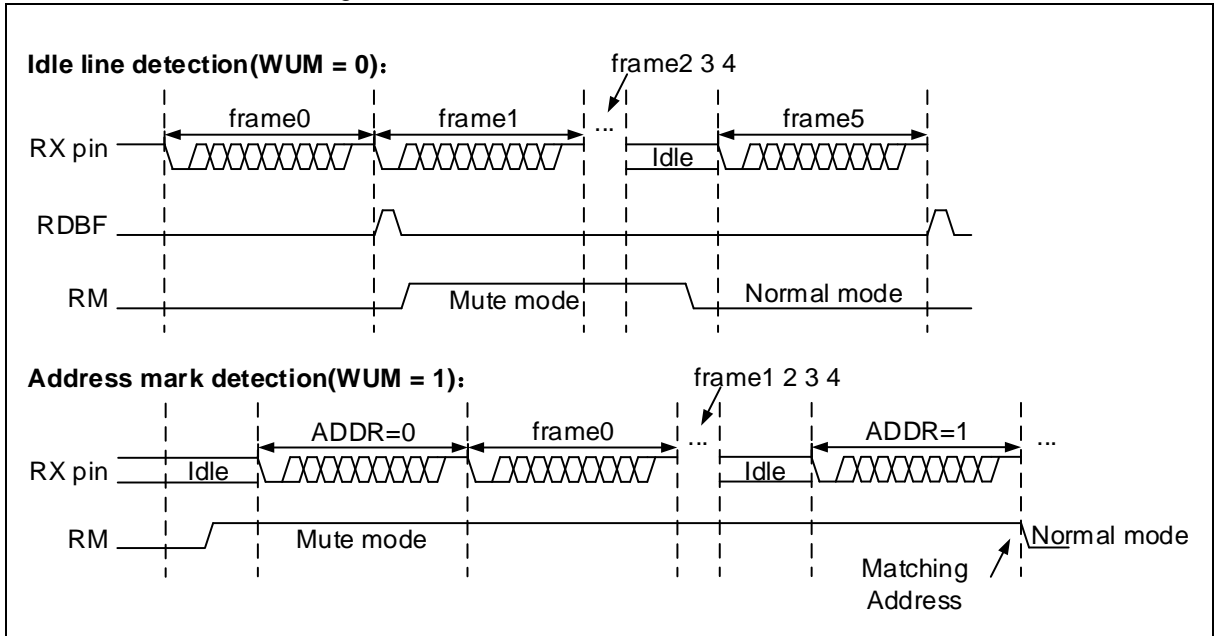 Idle line detection(WUM = 0)：
frame2 3 4
frame0
frame1
...
frame5
RX pin
Idle
RDBF
RM
Mute mode
Normal mode
Address mark detection(WUM = 1)：
frame1 2 3 4
ADDR=0
frame0
...
ADDR=1
...
RX pin
Idle
Idle
RM
Mute mode
Normal mode
Matching
Address